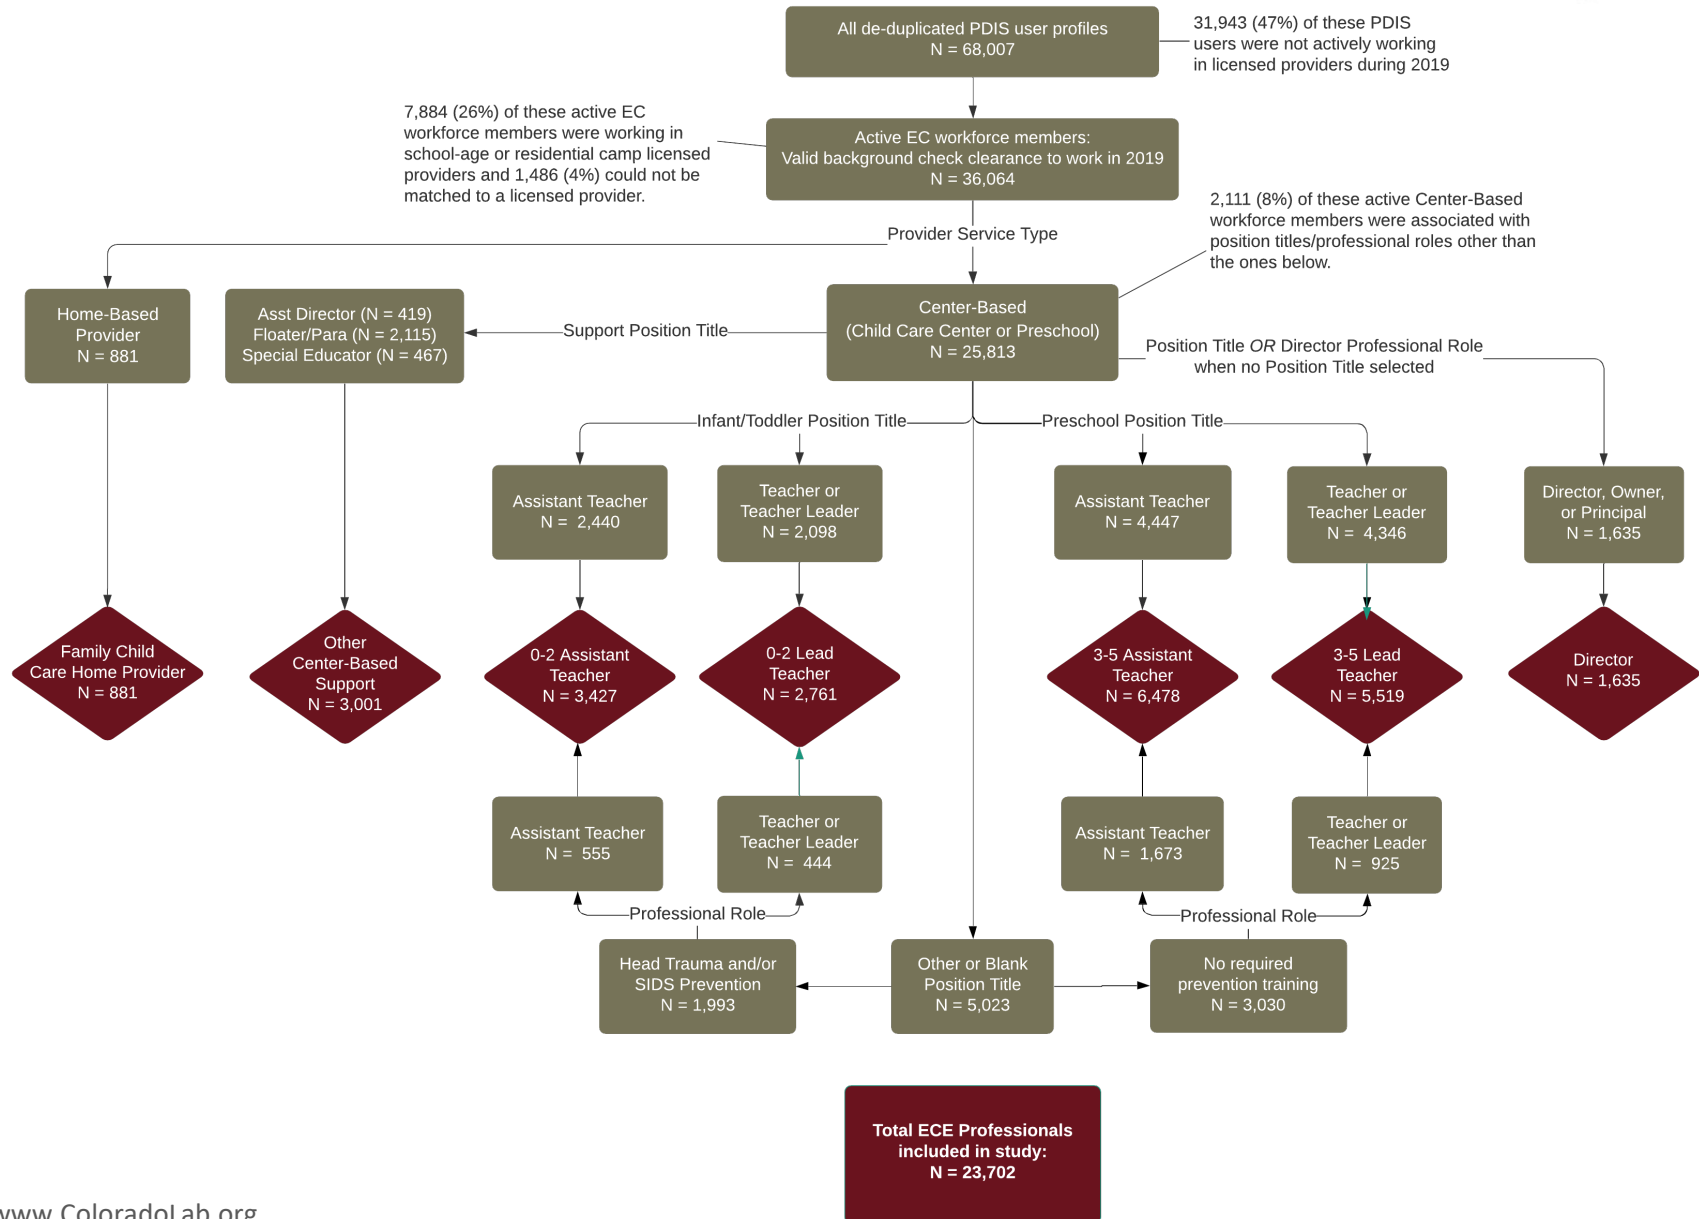 All de-duplicated PDIS user profiles
N = 68,007
31,943 (47%) of these PDIS
users were not actively working
in licensed providers during 2019
7,884 (26%) of these active EC
workforce members were working in
school-age or residential camp licensed
providers and 1,486 (4%) could not be
matched to a licensed provider.
Active EC workforce members:
Valid background check clearance to work in 2019
N = 36,064
2,111 (8%) of these active Center-Based
workforce members were associated with
position titles/professional roles other than
the ones below.
Provider Service Type
Home-Based
Provider
N = 881
Asst Director (N = 419)
Floater/Para (N = 2,115)
Special Educator (N = 467)
Support Position Title
Center-Based
(Child Care Center or Preschool)
N = 25,813
Position Title OR Director Professional Role
when no Position Title selected
Infant/Toddler Position Title
Preschool Position Title
Assistant Teacher
N = 2,440
Teacher or
Teacher Leader
N = 2,098
Assistant Teacher
N = 4,447
Teacher or
Teacher Leader
N = 4,346
Director, Owner,
or Principal
N = 1,635
Family Child
Care Home Provider
N = 881
Other
Center-Based
Support
N = 3,001
0-2 Assistant
Teacher
N = 3,427
0-2 Lead
Teacher
N = 2,761
3-5 Assistant
Teacher
N = 6,478
3-5 Lead
Teacher
N = 5,519
Director
N = 1,635
Assistant Teacher
N = 555
Teacher or
Teacher Leader
N = 444
Assistant Teacher
N = 1,673
Teacher or
Teacher Leader
N = 925
Professional Role
Professional Role
Head Trauma and/or
SIDS Prevention
N = 1,993
Other or Blank
Position Title
N = 5,023
No required
prevention training
N = 3,030
Total ECE Professionals
included in study:
N = 23,702
www.ColoradoLab.org